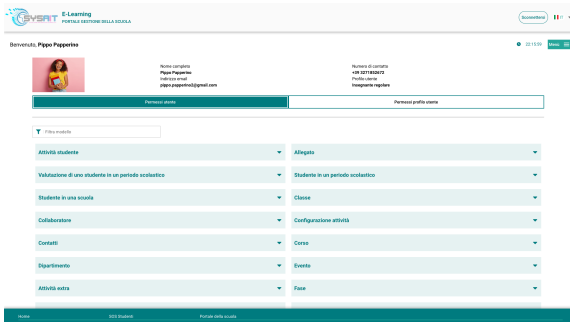 SYSAIT
E-Learning
PORTALE GESTIONE DELLA SCUOLA
Sconnettersi
Benvenuto, Pippo Papperino
22:15:59
Menù
Nome completo
Pippo Papperino
Indirizzo email
pippo.papperino2@gmail.com
Numero di contatto
+39 3271852672
Profilo utente
Insegnante regolare
Permessi utente
Permessi profilo utente
Filtra modello
Attività studente
Allegato
Valutazione di uno studente in un periodo scolastico
Studente in un periodo scolastico
Studente in una scuola
Classe
Collaboratore
Configurazione attività
Contatti
Corso
Dipartimento
Evento
Attività extra
Fase
Home
SOS Studenti
Portale della scuola